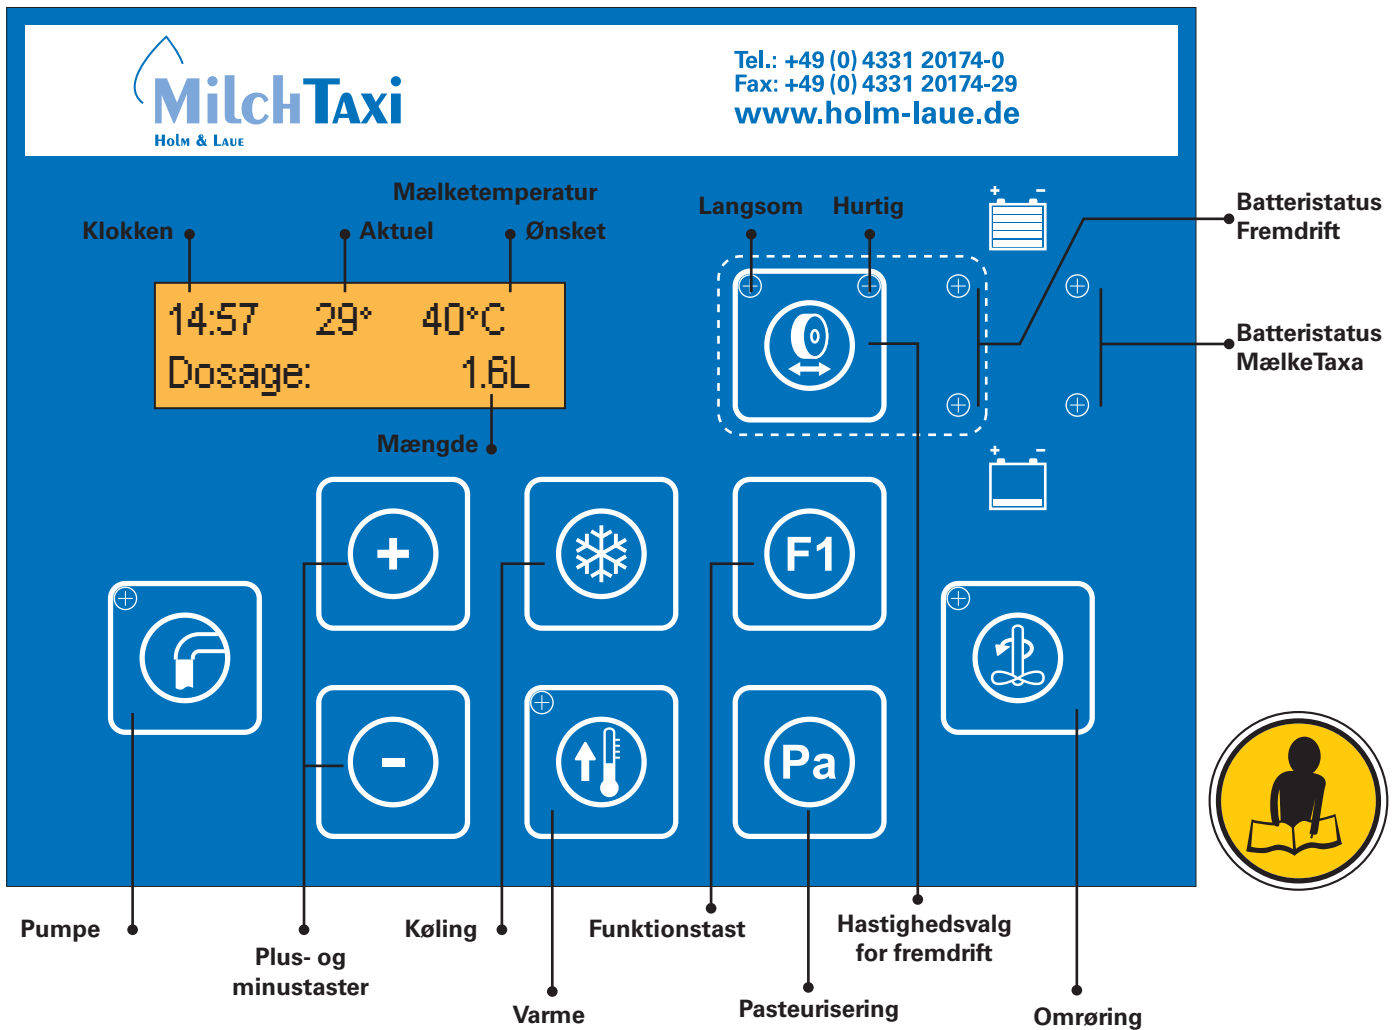 MilchTaxi
Holm & Laue
Tel.: +49 (0) 4331 20174-0
Fax: +49 (0) 4331 20174-29
www.holm-laue.de
Mælketemperatur
Klokken
Aktuel
Ønsket
Langsom
Hurtig
+ -
Batteristatus
Fremdrift
14:57 29° 40°C
Dosage: 1.6L
Batteristatus
MælkeTaxa
Mængde
+ -
+
F1
-
Pa
Pumpe
Plus- og
minustaster
Køling
Varme
Funktionstast
Pasteurisering
Hastighedsvalg
for fremdrift
Omrøring